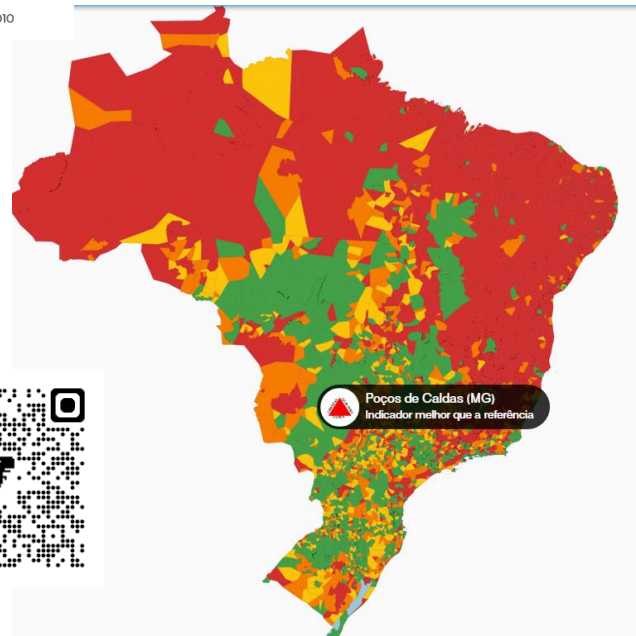 Poços de Caldas (MG)
Indicador melhor que a referência